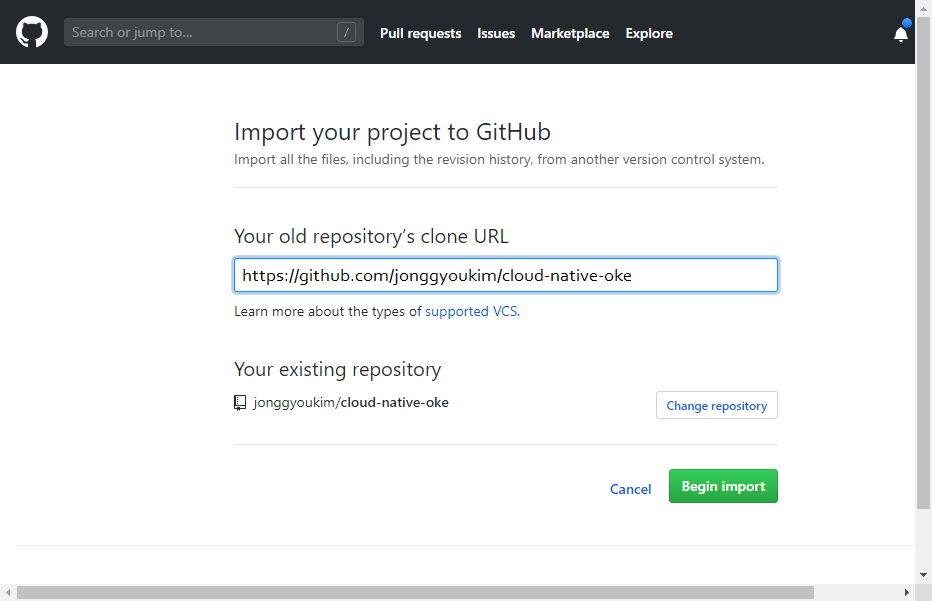 Search or jump to... /
Pull requests Issues Marketplace Explore
Import your project to GitHub
Import all the files, including the revision history, from another version control system.
Your old repository's clone URL
https://github.com/jonggyoukim/cloud-native-oke
Learn more about the types of supported VCS.
Your existing repository
jonggyoukim/cloud-native-oke
Change repository
Cancel
Begin import